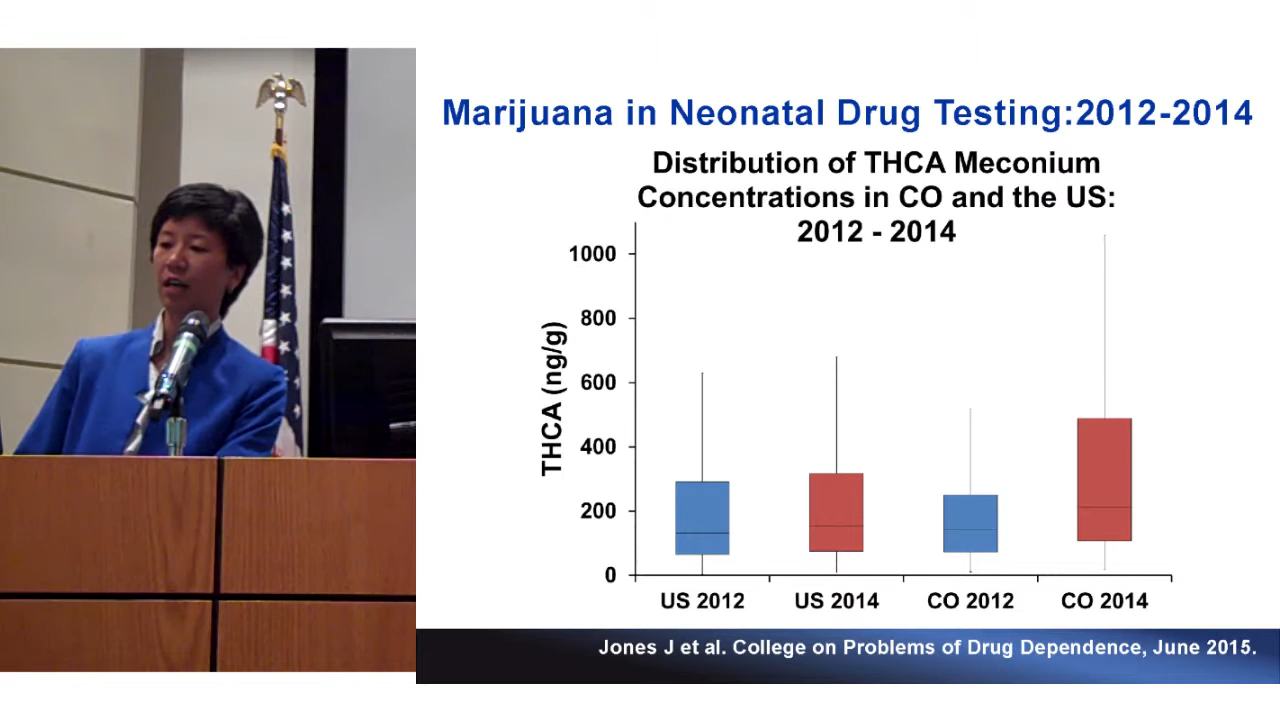 Marijuana in Neonatal Drug Testing:2012-2014
Distribution of THCA Meconium
Concentrations in CO and the US:
2012 - 2014
THCA (ng/g)
1000
800
600
400
200
0
US 2012
US 2014
CO 2012
CO 2014
Jones J et al. College on Problems of Drug Dependence, June 2015.